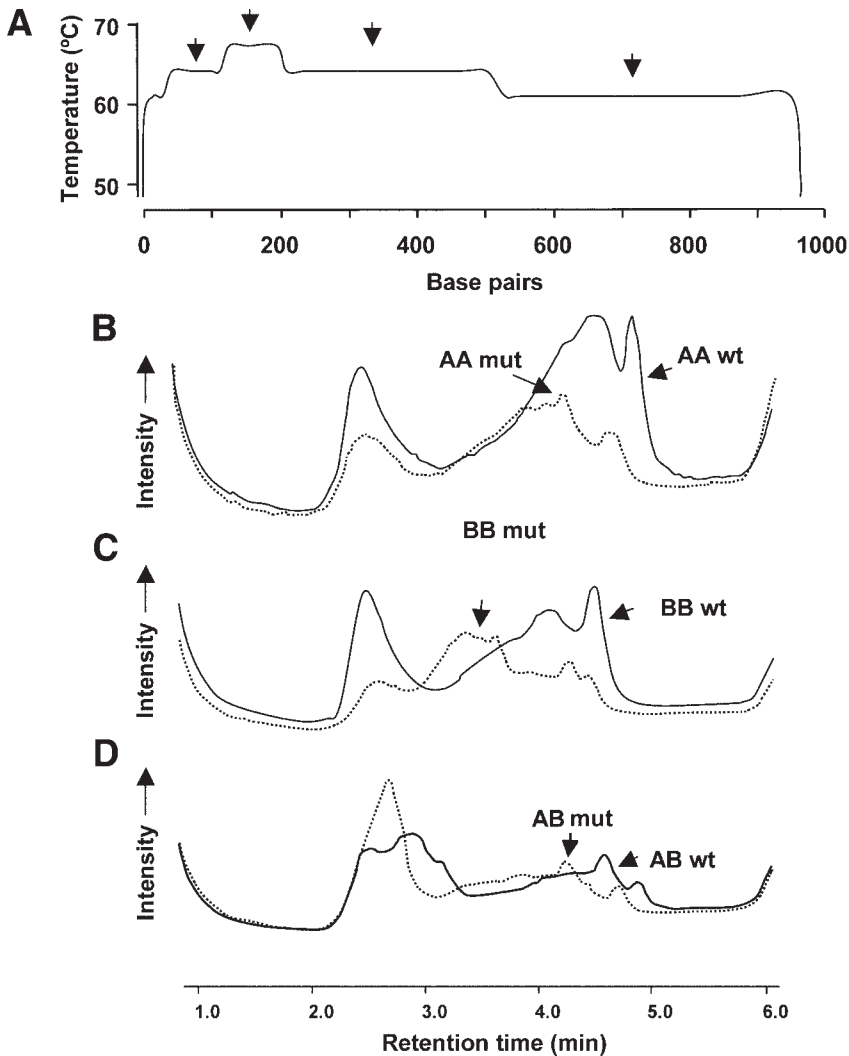 A
Temperature (ºC)
70
60
50
0 200 400 600 800 1000
Base pairs
B
Intensity
AA mut
AA wt
C
Intensity
BB mut
BB wt
D
Intensity
AB mut
AB wt
1.0 2.0 3.0 4.0 5.0 6.0
Retention time (min)